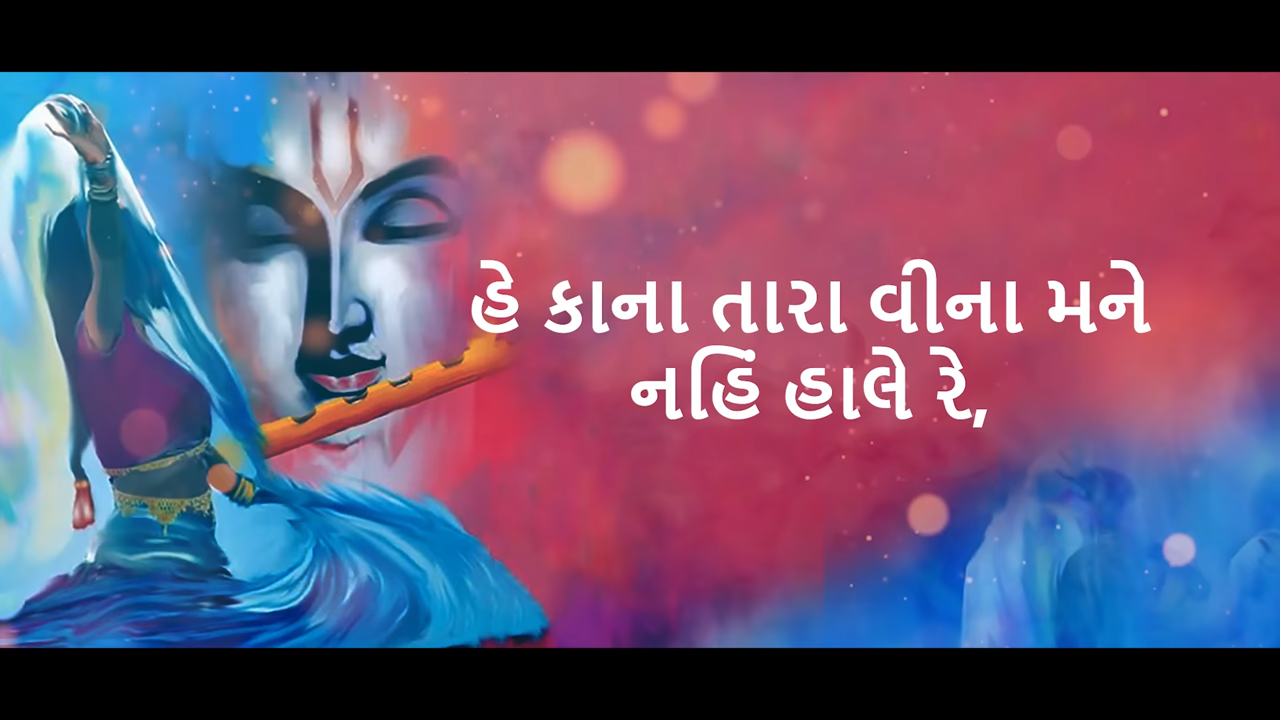 હે કાના તારા વીના મને
નહિં હાલે રે,